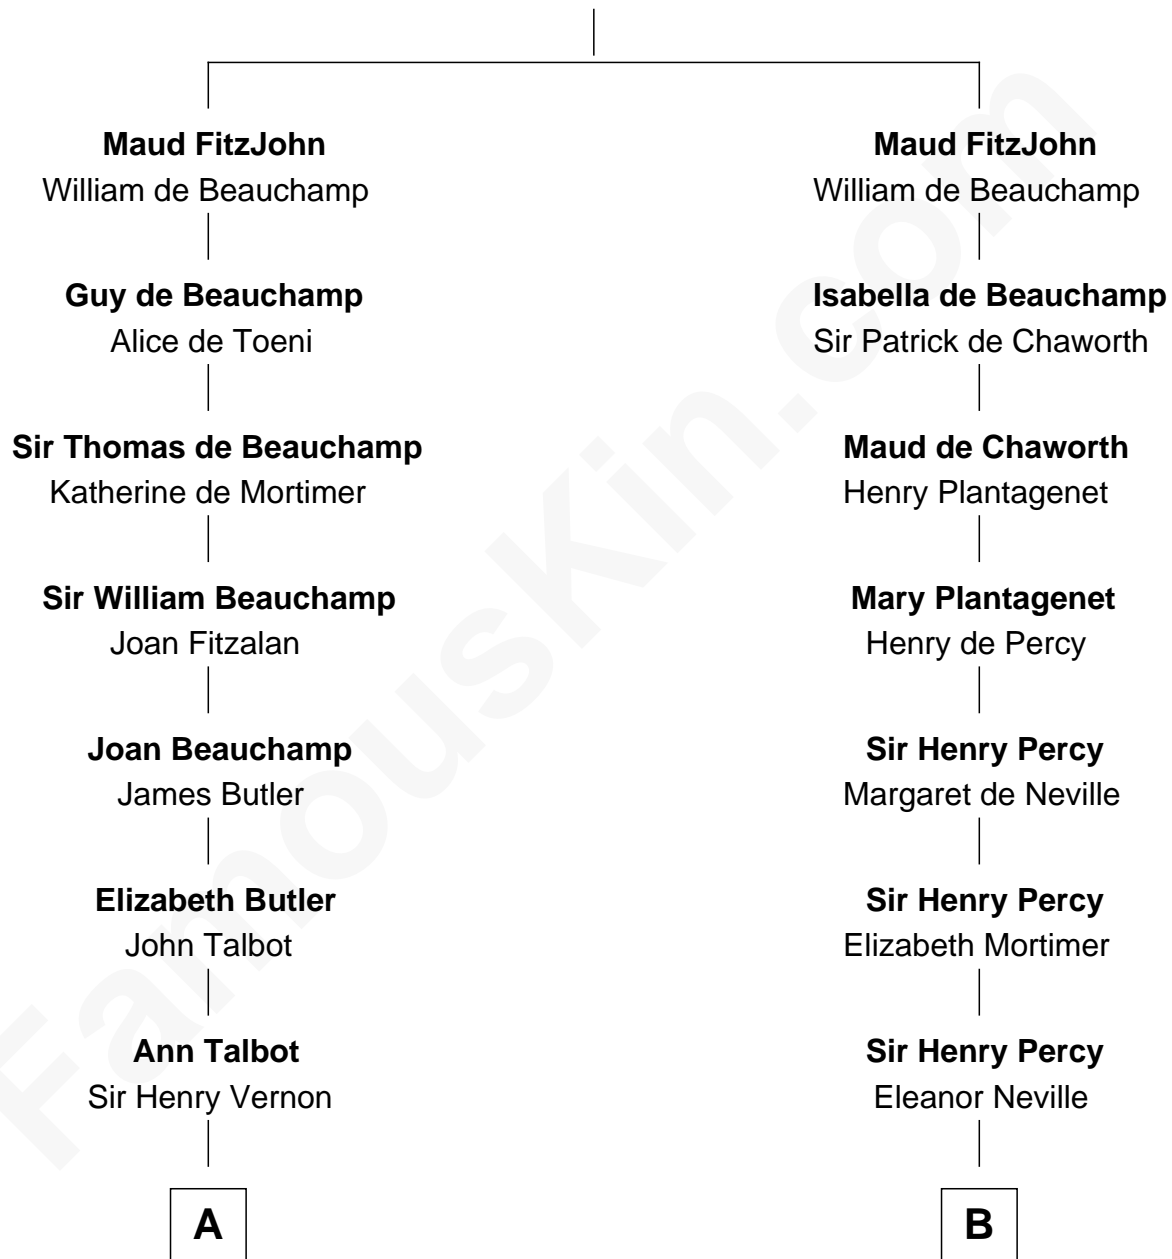 Maud FitzJohn
William de Beauchamp
Guy de Beauchamp
Alice de Toeni
Sir Thomas de Beauchamp
Katherine de Mortimer
Sir William Beauchamp
Joan Fitzalan
Joan Beauchamp
James Butler
Elizabeth Butler
John Talbot
Ann Talbot
Sir Henry Vernon
A
Maud FitzJohn
William de Beauchamp
Isabella de Beauchamp
Sir Patrick de Chaworth
Maud de Chaworth
Henry Plantagenet
Mary Plantagenet
Henry de Percy
Sir Henry Percy
Margaret de Neville
Sir Henry Percy
Elizabeth Mortimer
Sir Henry Percy
Eleanor Neville
B
FamousKin.com